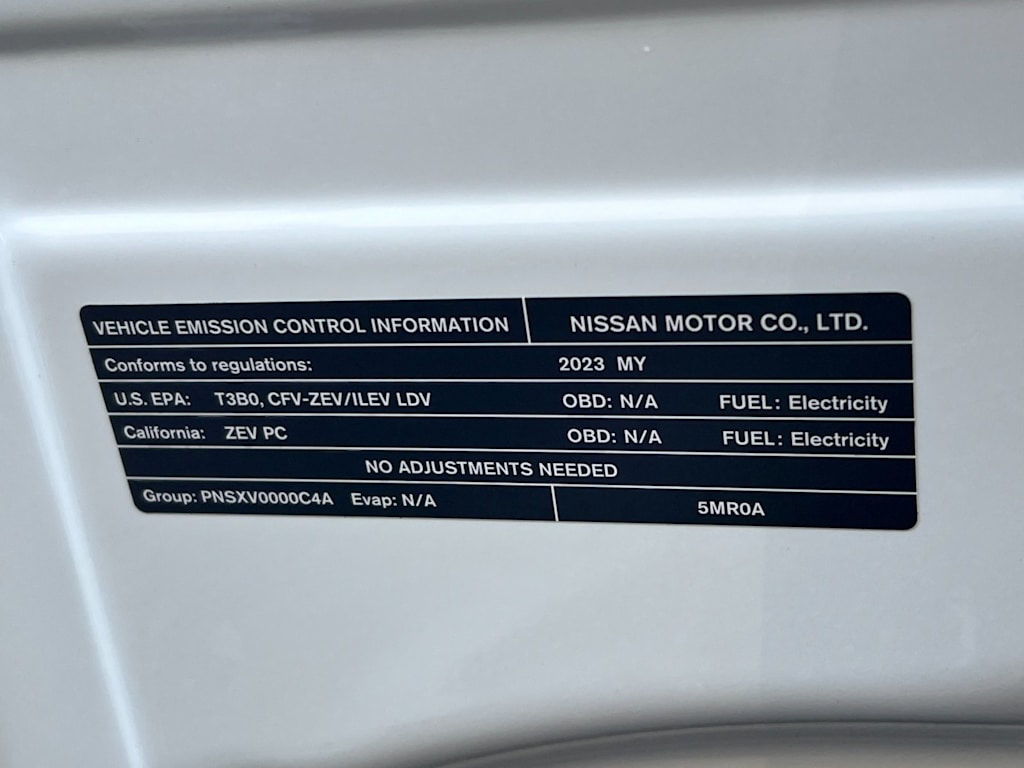 VEHICLE EMISSION CONTROL INFORMATION NISSAN MOTOR CO., LTD.
Conforms to regulations: 2023 MY
U.S. EPA: T3B0, CFV-ZEV/ILEV LDV OBD: N/A FUEL: Electricity
California: ZEV PC OBD: N/A FUEL: Electricity
NO ADJUSTMENTS NEEDED
Group: PNSXV0000C4A Evap: N/A 5MR0A